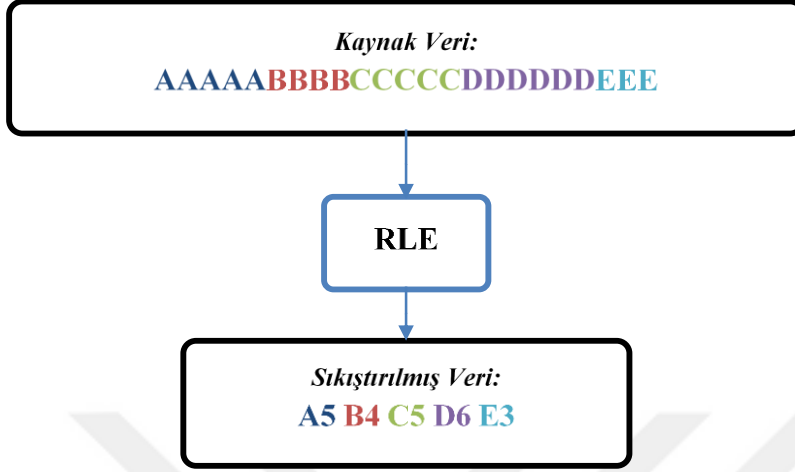 Kaynak Veri:
AAAAABBBBCCCCCDDDDDDEEE
RLE
Sıkıştırılmış Veri:
A5 B4 C5 D6 E3